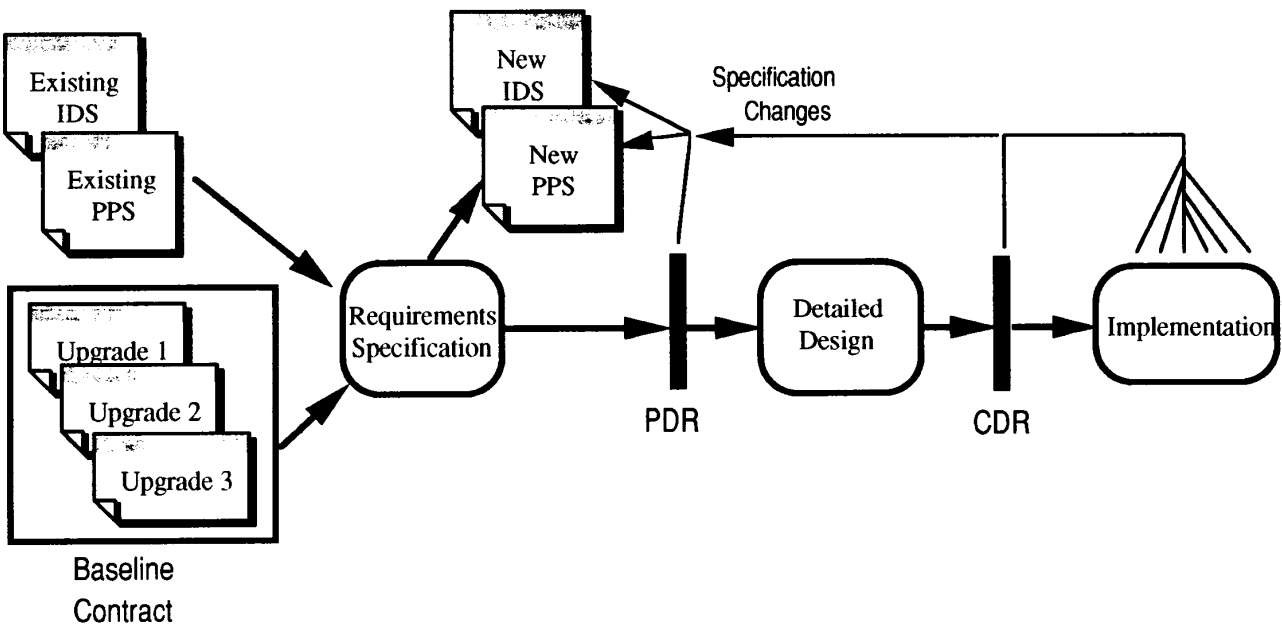 Existing
IDS
Existing
PPS
New
IDS
New
PPS
Specification
Changes
Requirements
Specification
Detailed
Design
Implementation
PDR
CDR
Upgrade 1
Upgrade 2
Upgrade 3
Baseline
Contract